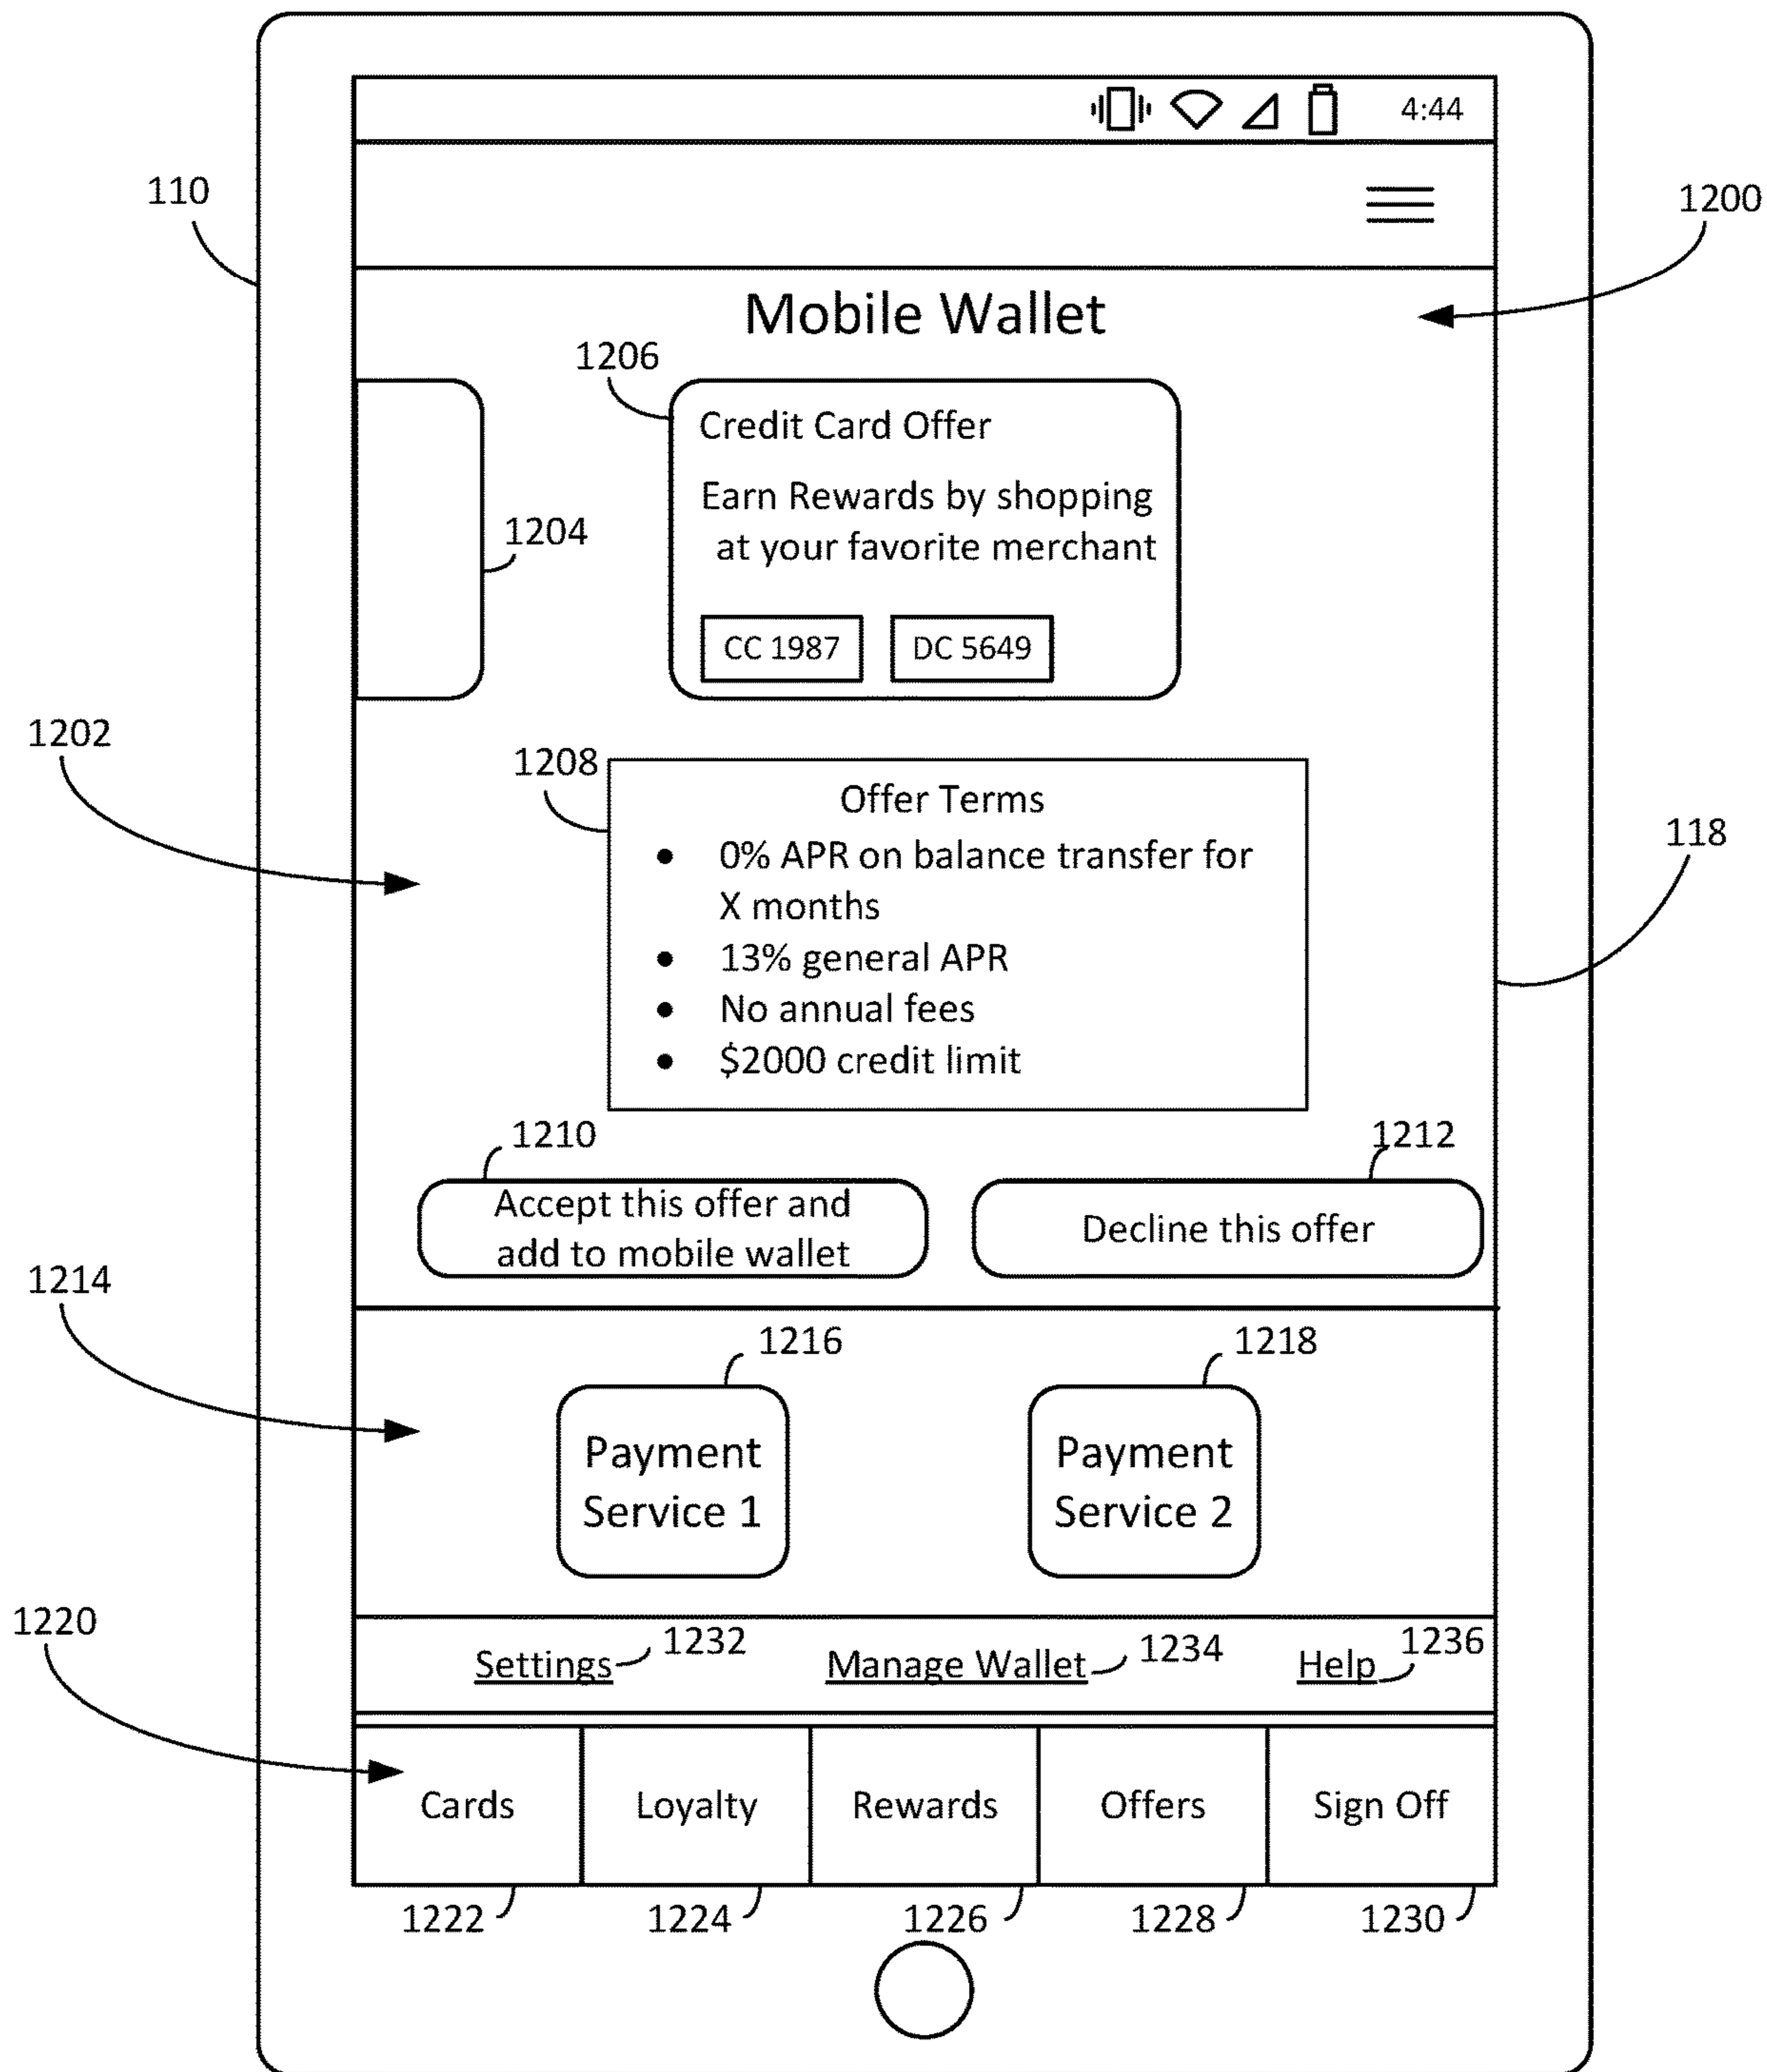 4:44
110
1200
Mobile Wallet
1206
Credit Card Offer
Earn Rewards by shopping
at your favorite merchant
1204
CC 1987 DC 5649
1202
1208
Offer Terms
118
• 0% APR on balance transfer for
X months
• 13% general APR
• No annual fees
• $2000 credit limit
1210 1212
Accept this offer and
add to mobile wallet
Decline this offer
1214
1216 1218
Payment
Service 1
Payment
Service 2
1220
Settings 1232 Manage Wallet 1234 Help 1236
Cards Loyalty Rewards Offers Sign Off
1222 1224 1226 1228 1230